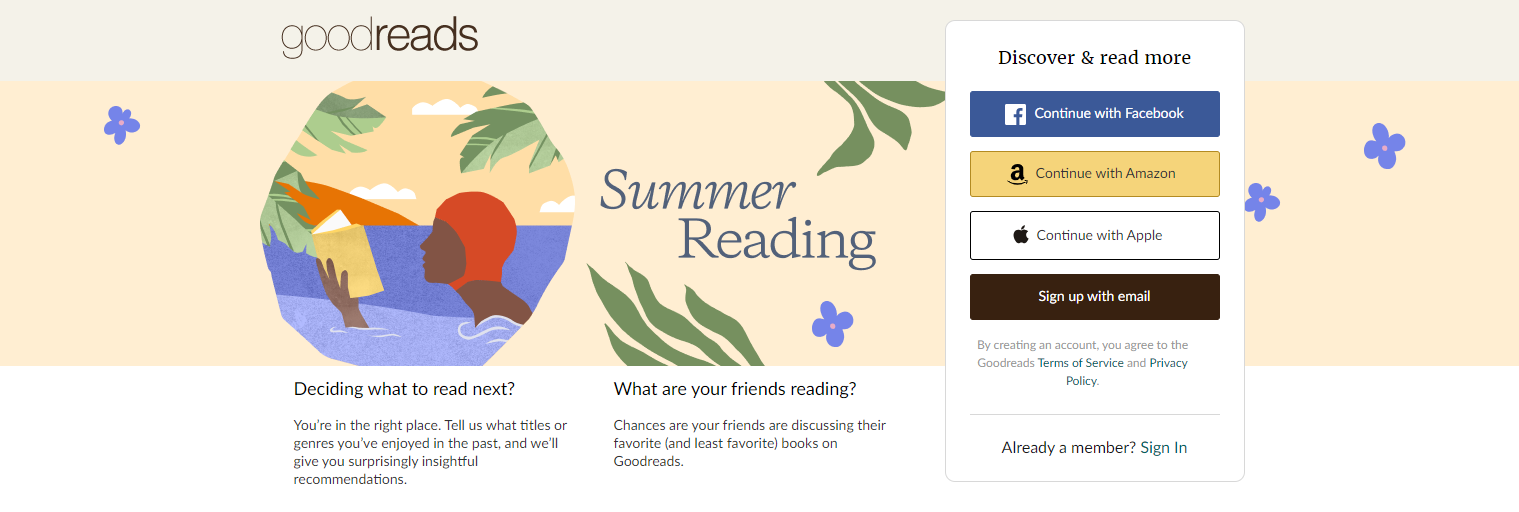 goodreads
Summer
Reading
Discover & read more
Continue with Facebook
a Continue with Amazon
Continue with Apple
Sign up with email
By creating an account, you agree to the
Goodreads Terms of Service and Privacy
Policy.
Already a member? Sign In
Deciding what to read next?
You’re in the right place. Tell us what titles or
genres you’ve enjoyed in the past, and we’ll
give you surprisingly insightful
recommendations.
What are your friends reading?
Chances are your friends are discussing their
favorite (and least favorite) books on
Goodreads.